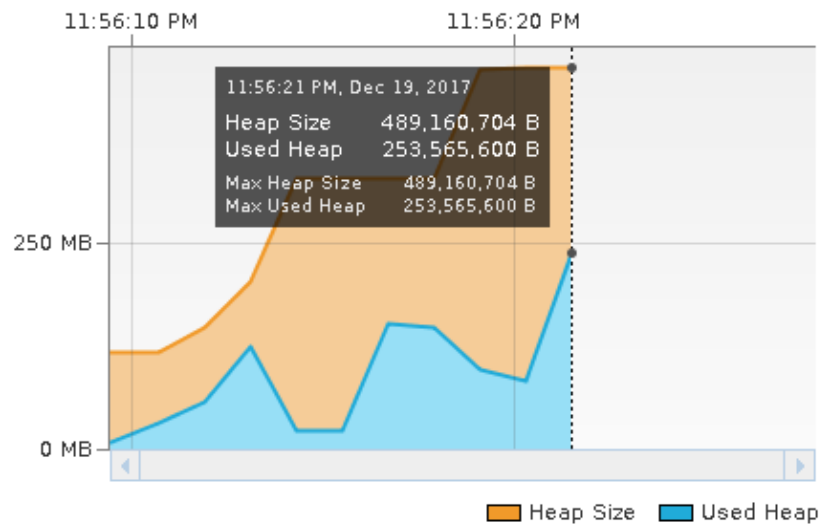 11:56:10 PM 11:56:20 PM
11:56:21 PM, Dec 19, 2017
Heap Size 489,160,704 B
Used Heap 253,565,600 B
Max Heap Size 489,160,704 B
Max Used Heap 253,565,600 B
250 MB
0 MB
Heap Size Used Heap